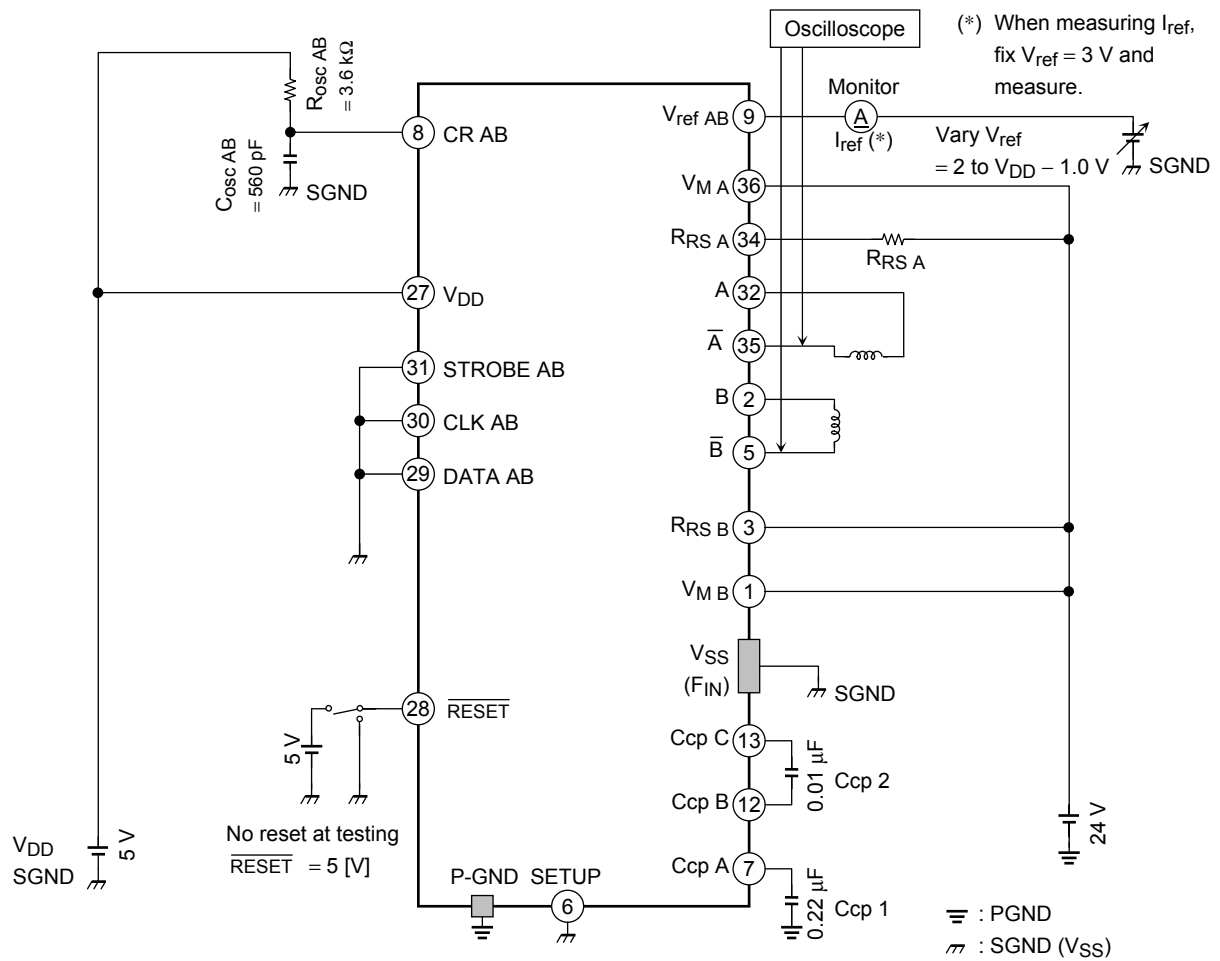 Oscilloscope
(*) When measuring Iref,
fix Vref = 3 V and
measure.
Rosc AB
= 3.6 kΩ
Cosc AB
= 560 pF
SGND
8
CR AB
Vref AB
9
Monitor
A
Iref (*)
Vary Vref
= 2 to VDD − 1.0 V
SGND
VM A
36
RRS A
34
RRS A
27
VDD
A
32
A̅
35
31
STROBE AB
30
CLK AB
29
DATA AB
B
2
B̅
5
RRS B
3
VM B
1
VSS
(FIN)
SGND
28
R̅E̅S̅E̅T̅
5 V
No reset at testing
R̅E̅S̅E̅T̅ = 5 [V]
Ccp C
13
0.01 μF
Ccp 2
Ccp B
12
Ccp A
7
0.22 μF
Ccp 1
VDD
SGND
5 V
P-GND
SETUP
6
24 V
: PGND
: SGND (VSS)